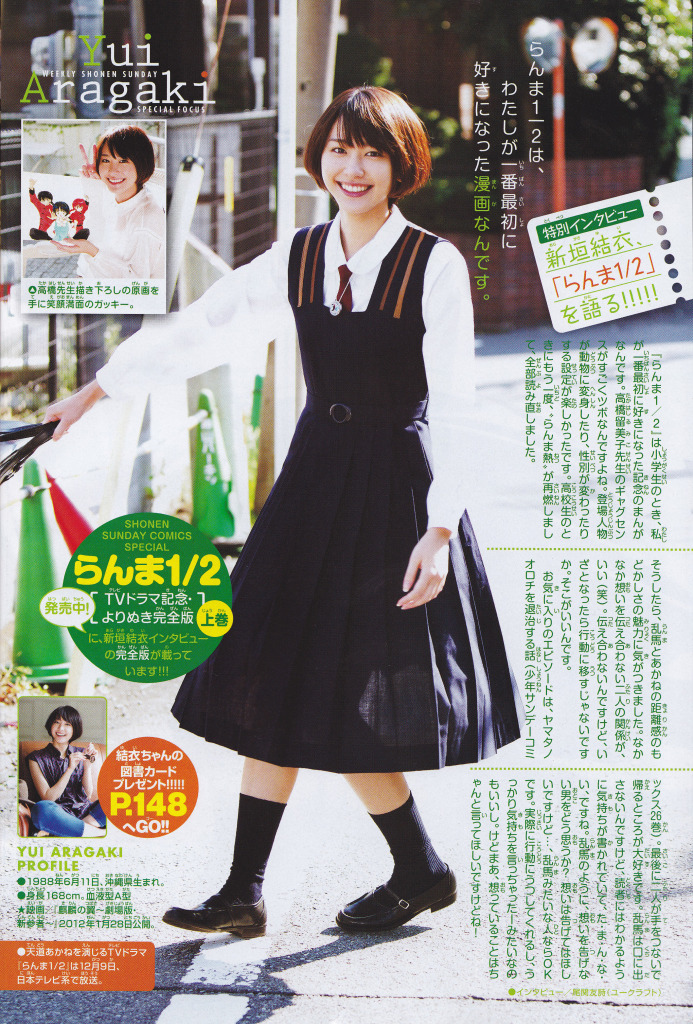 Yui
WEEKLY SHONEN SUNDAY
Aragaki
SPECIAL FOCUS
高橋先生描き下ろしの原画を
手に笑顔満面のガッキー。
らんま1/2は、
わたしが一番最初に
好きになった漫画なんです。
特別インタビュー
新垣結衣、
「らんま1/2」
を語る!!!!!
『らんま1/2』は小学生のとき、私
が一番最初に好きになった記念のまんが
なんです。高橋留美子先生のギャグセン
スがすごくツボなんですよね。登場人物
が動物に変身したり、性別が変わったり
する設定が楽しかったです。高校生のと
きにもう一度、“らんま熱”が再燃しまし
て、全部読み直しました。
そうしたら、乱馬とあかねの距離感のも
どかしさの魅力に気がつきました。なか
なか想いを伝え合わない二人の関係が、
いい(笑)。伝え合わないんですけど、い
ざとなったら行動に移すじゃないです
か。そこがいいんです。
お気に入りのエピソードは、ヤマタノ
オロチを退治する話(少年サンデーコミ
ックス26巻)。最後に二人が手をつないで
帰るところが大好きです。乱馬は口に出
さないんですけど、読者にはわかるよう
に気持ちが書かれていて、た・ま・ん・な・
い、ですね。乱馬のように、想いを告げな
い男をどう思うか?想いは告げてほし
いですけど…、乱馬みたいな人ならOK
です。実際に行動にうつしてくれるし、う
っかり気持ちを言っちゃったーみたいなの
もいいし。けどまあ、想っていることはち
ゃんと言ってほしいですけどね!
●インタビュー/尾関友詩(ユークラフト)
SHONEN
SUNDAY COMICS
SPECIAL
らんま1/2
[TVドラマ記念・
よりぬき完全版]上巻
発売中!
に、新垣結衣インタビュー
の完全版が載って
います!!!
結衣ちゃんの
図書カード
プレゼント!!!!!
P.148
へGO!!
YUI ARAGAKI
PROFILE
●1988年6月11日、沖縄県生まれ。
●身長168cm。血液型A型
★映画〜「麒麟の翼〜劇場版・
新参者〜」2012年1月28日公開。
●天道あかねを演じるTVドラマ
「らんま1/2」は12月9日、
日本テレビ系で放送。